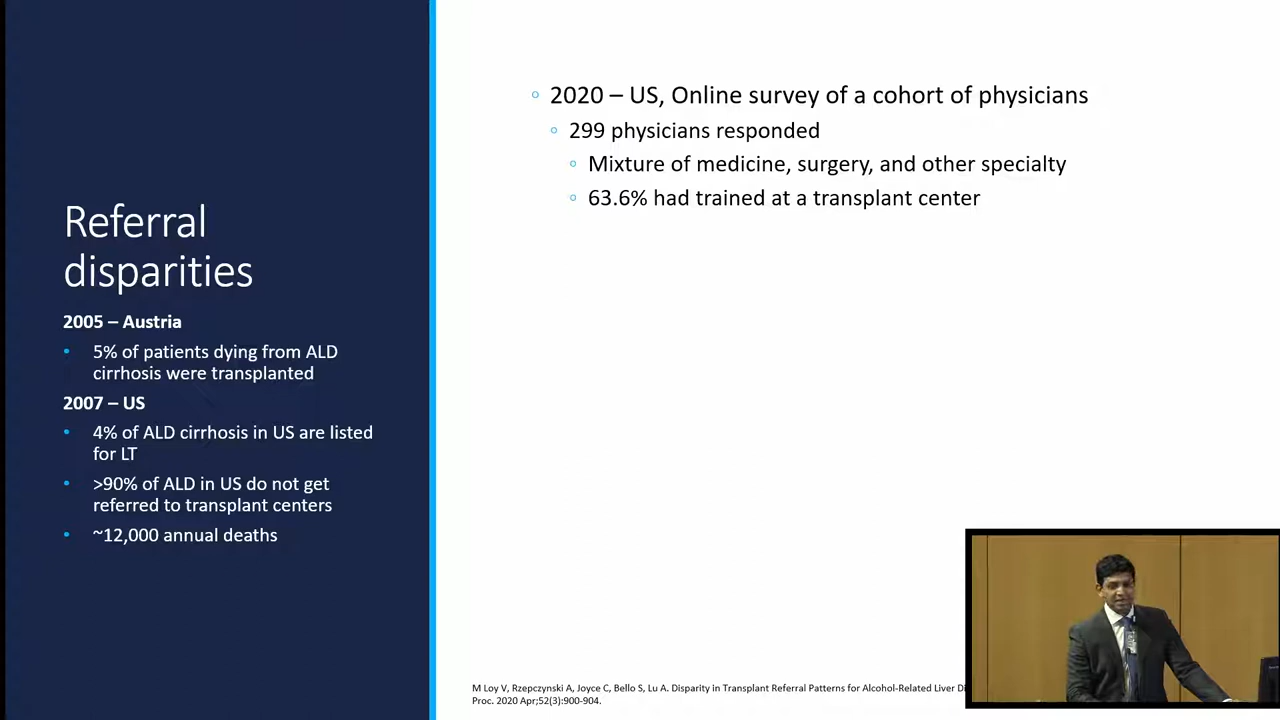 Referral
disparities
2005 – Austria
• 5% of patients dying from ALD
cirrhosis were transplanted
2007 – US
• 4% of ALD cirrhosis in US are listed
for LT
• >90% of ALD in US do not get
referred to transplant centers
• ~12,000 annual deaths
◦ 2020 – US, Online survey of a cohort of physicians
◦ 299 physicians responded
◦ Mixture of medicine, surgery, and other specialty
◦ 63.6% had trained at a transplant center
M Loy V, Rzepczynski A, Joyce C, Bello S, Lu A. Disparity in Transplant Referral Patterns for Alcohol-Related Liver
Proc. 2020 Apr;52(3):900-904.